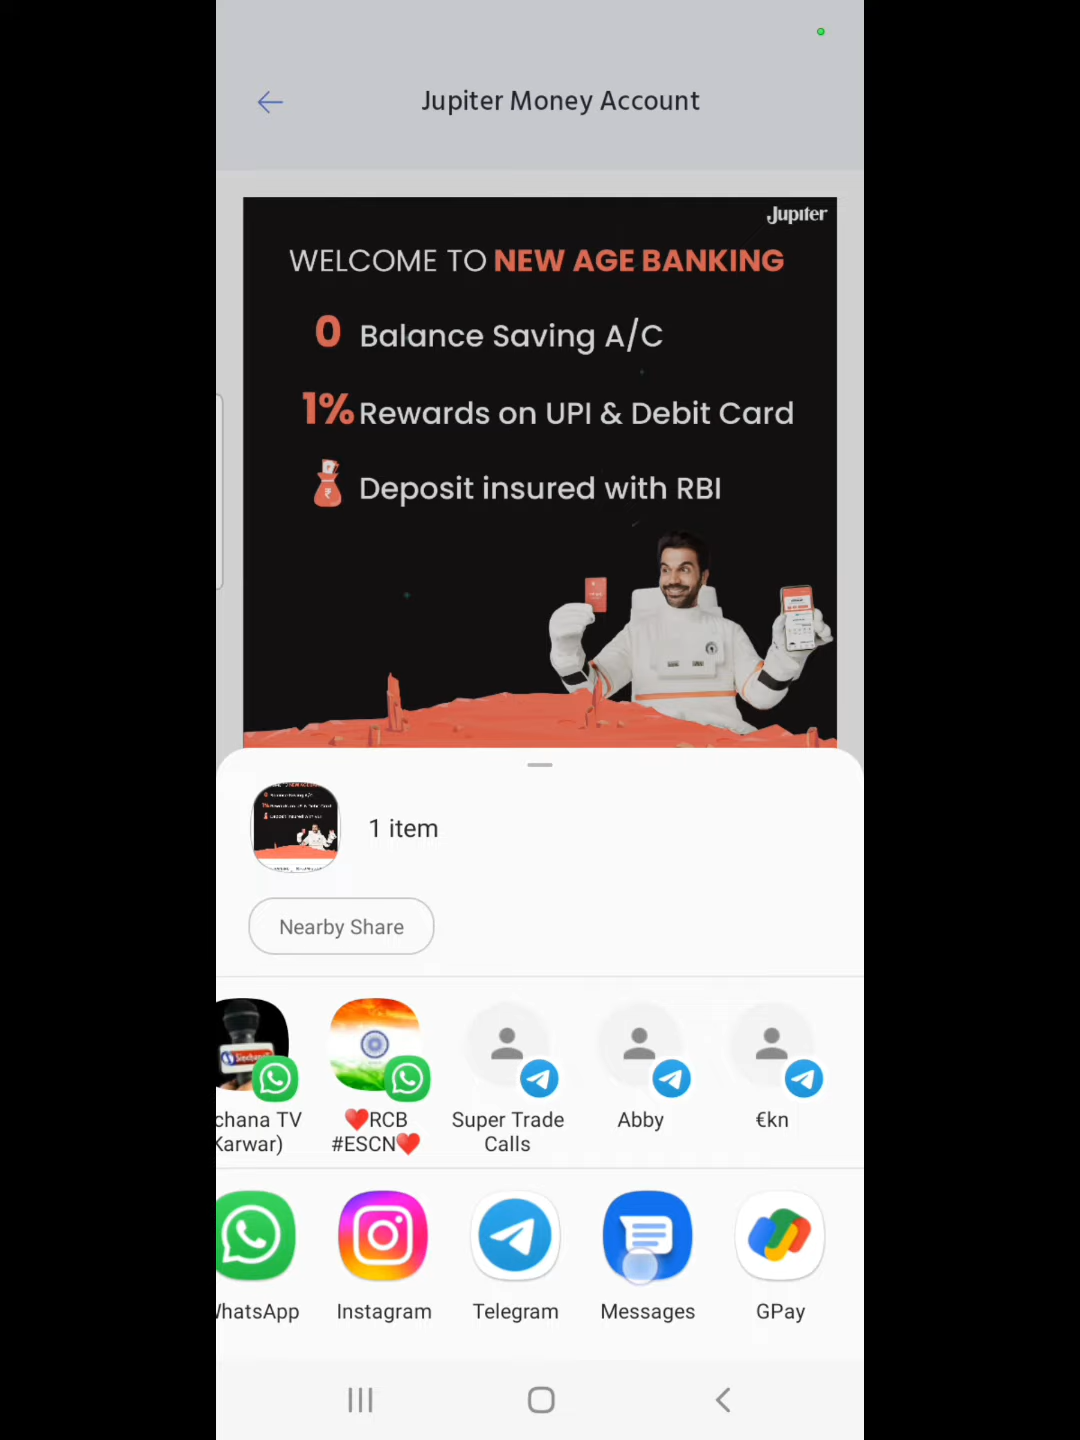 Jupiter Money Account
Jupiter
WELCOME TO NEW AGE BANKING
0 Balance Saving A/C
1% Rewards on UPI & Debit Card
Deposit insured with RBI
1 item
Nearby Share
chana TV
Karwar)
❤️RCB
#ESCN❤️
Super Trade
Calls
Abby
€kn
WhatsApp
Instagram
Telegram
Messages
GPay